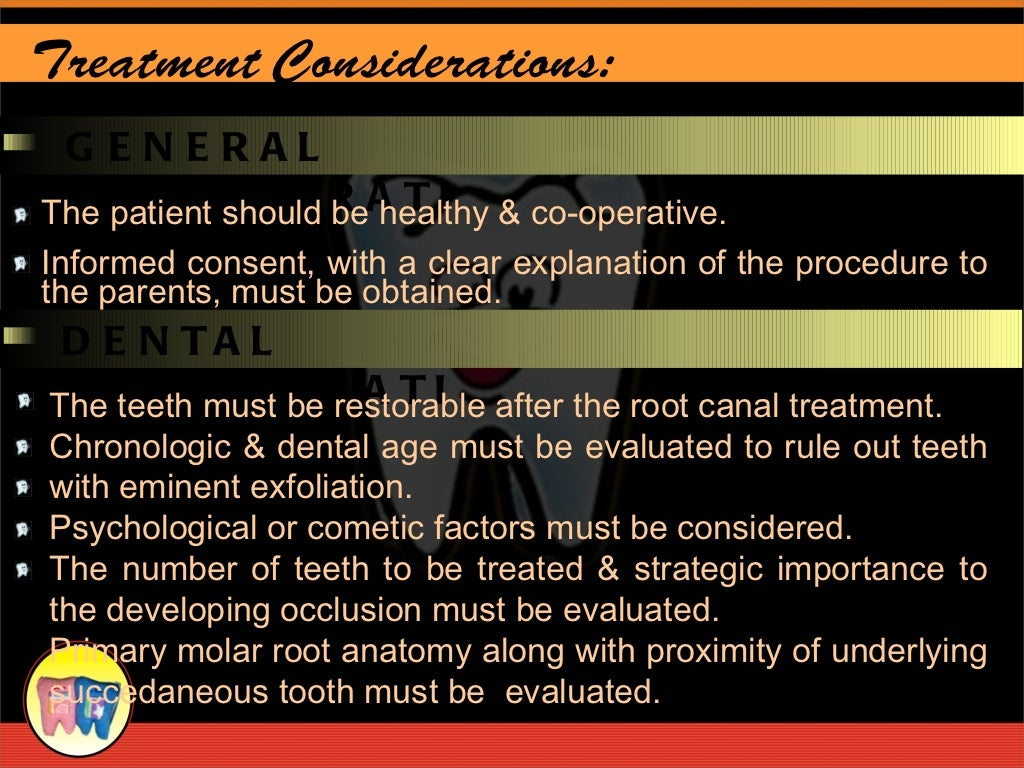 Treatment Considerations:
GENERAL
The patient should be healthy & co-operative.
Informed consent, with a clear explanation of the procedure to
the parents, must be obtained.
DENTAL
The teeth must be restorable after the root canal treatment.
Chronologic & dental age must be evaluated to rule out teeth
with eminent exfoliation.
Psychological or cometic factors must be considered.
The number of teeth to be treated & strategic importance to
the developing occlusion must be evaluated.
Primary molar root anatomy along with proximity of underlying
succedaneous tooth must be evaluated.